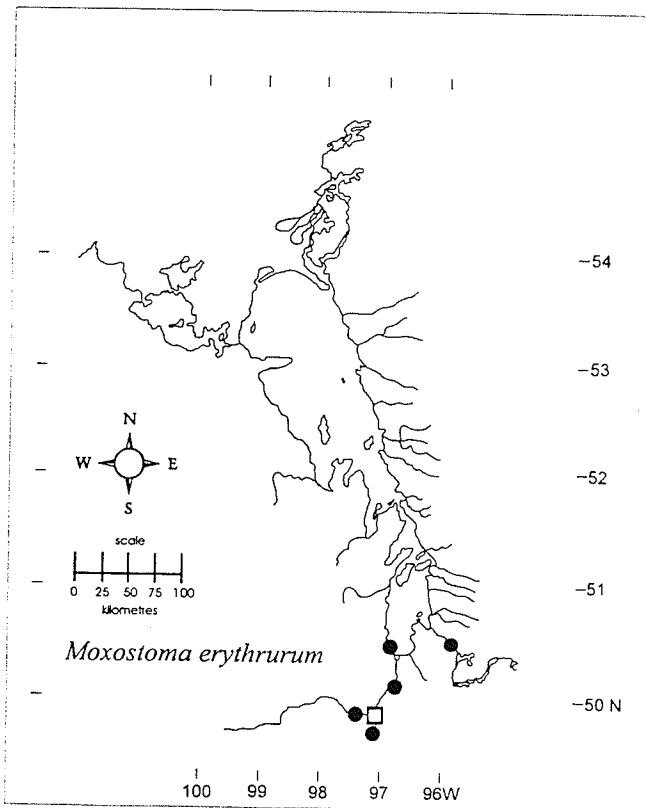 -54
-53
N
W E
S
-52
scale
0 25 50 75 100
kilometres
-51
Moxostoma erythrurum
-50 N
100 99 98 97 96W